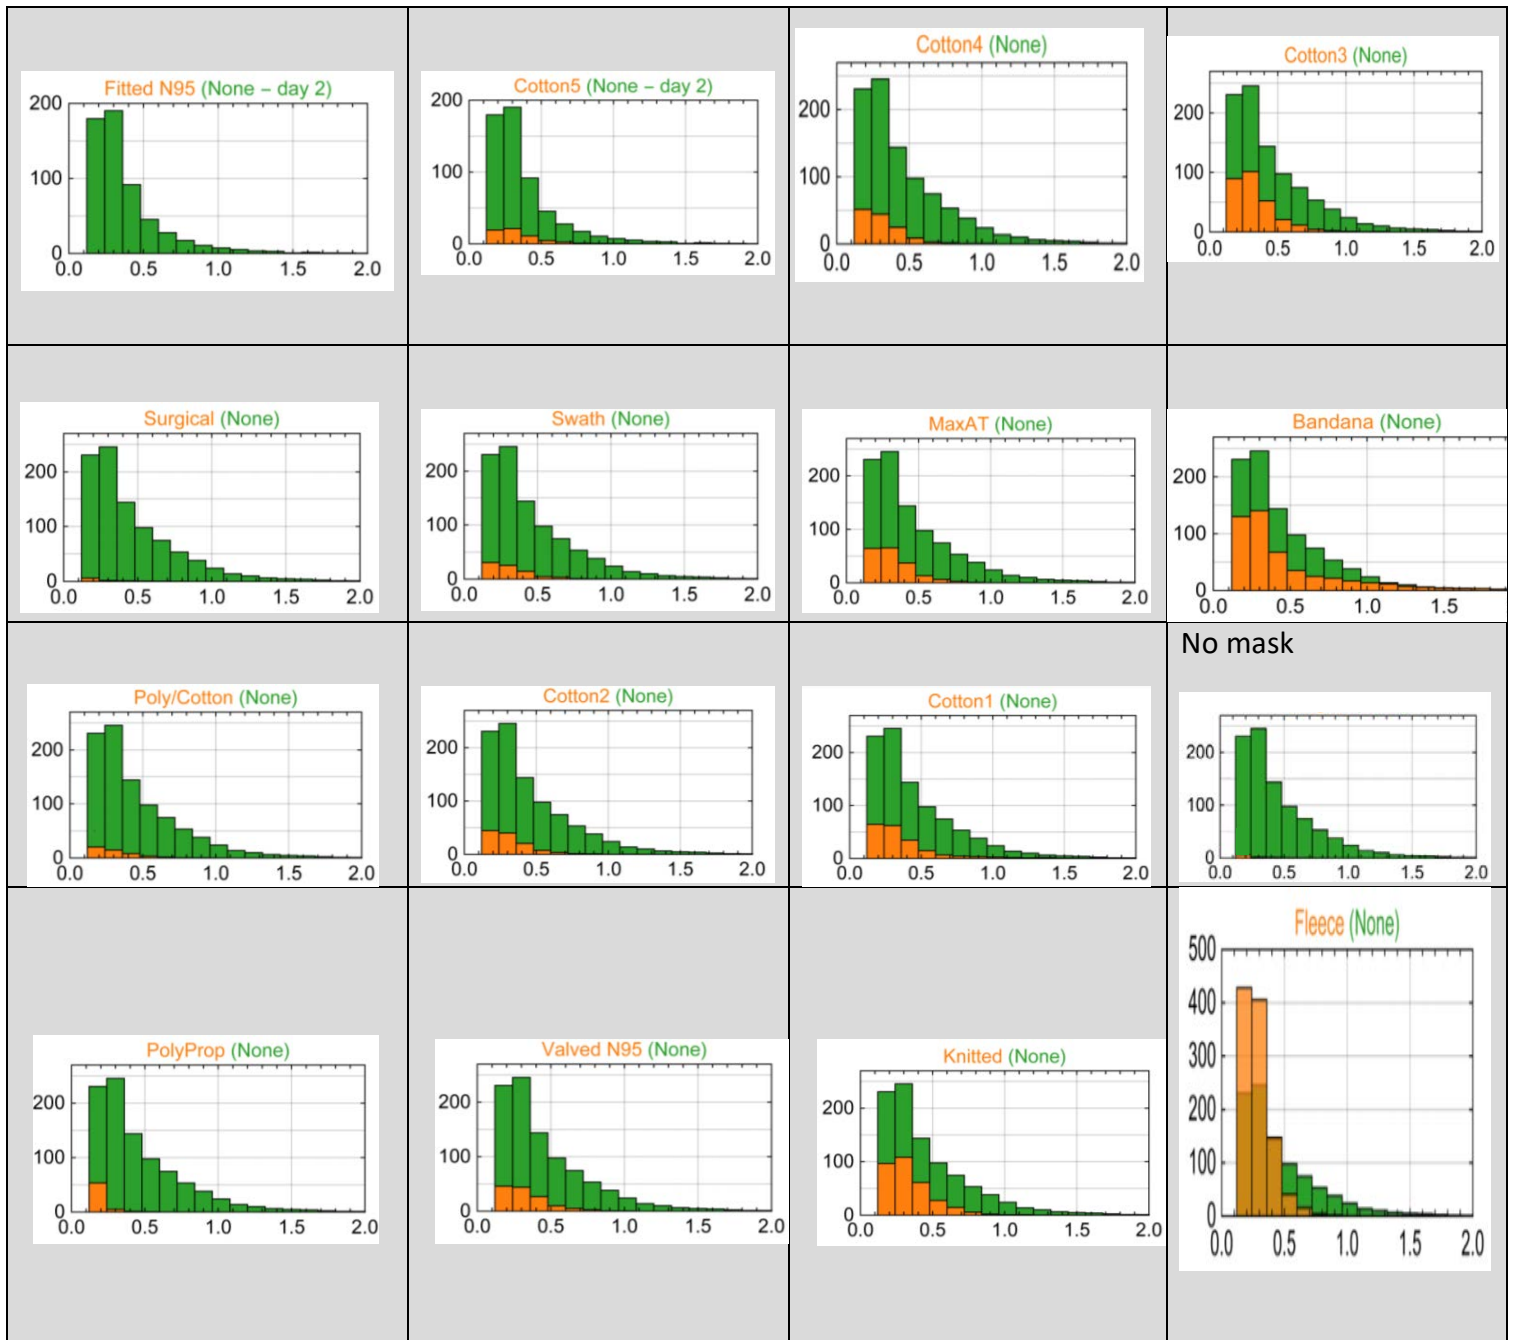 Fitted N95 (None – day 2)
200
100
0
0.0 0.5 1.0 1.5 2.0
Cotton5 (None – day 2)
200
100
0
0.0 0.5 1.0 1.5 2.0
Cotton4 (None)
200
100
0
0.0 0.5 1.0 1.5 2.0
Cotton3 (None)
200
100
0
0.0 0.5 1.0 1.5 2.0
Surgical (None)
200
100
0
0.0 0.5 1.0 1.5 2.0
Swath (None)
200
100
0
0.0 0.5 1.0 1.5 2.0
MaxAT (None)
200
100
0
0.0 0.5 1.0 1.5 2.0
Bandana (None)
200
100
0
0.0 0.5 1.0 1.5
Poly/Cotton (None)
200
100
0
0.0 0.5 1.0 1.5 2.0
Cotton2 (None)
200
100
0
0.0 0.5 1.0 1.5 2.0
Cotton1 (None)
200
100
0
0.0 0.5 1.0 1.5 2.0
No mask
200
100
0
0.0 0.5 1.0 1.5 2.0
PolyProp (None)
200
100
0
0.0 0.5 1.0 1.5 2.0
Valved N95 (None)
200
100
0
0.0 0.5 1.0 1.5 2.0
Knitted (None)
200
100
0
0.0 0.5 1.0 1.5 2.0
Fleece (None)
500
400
300
200
100
0
0.0 0.5 1.0 1.5 2.0